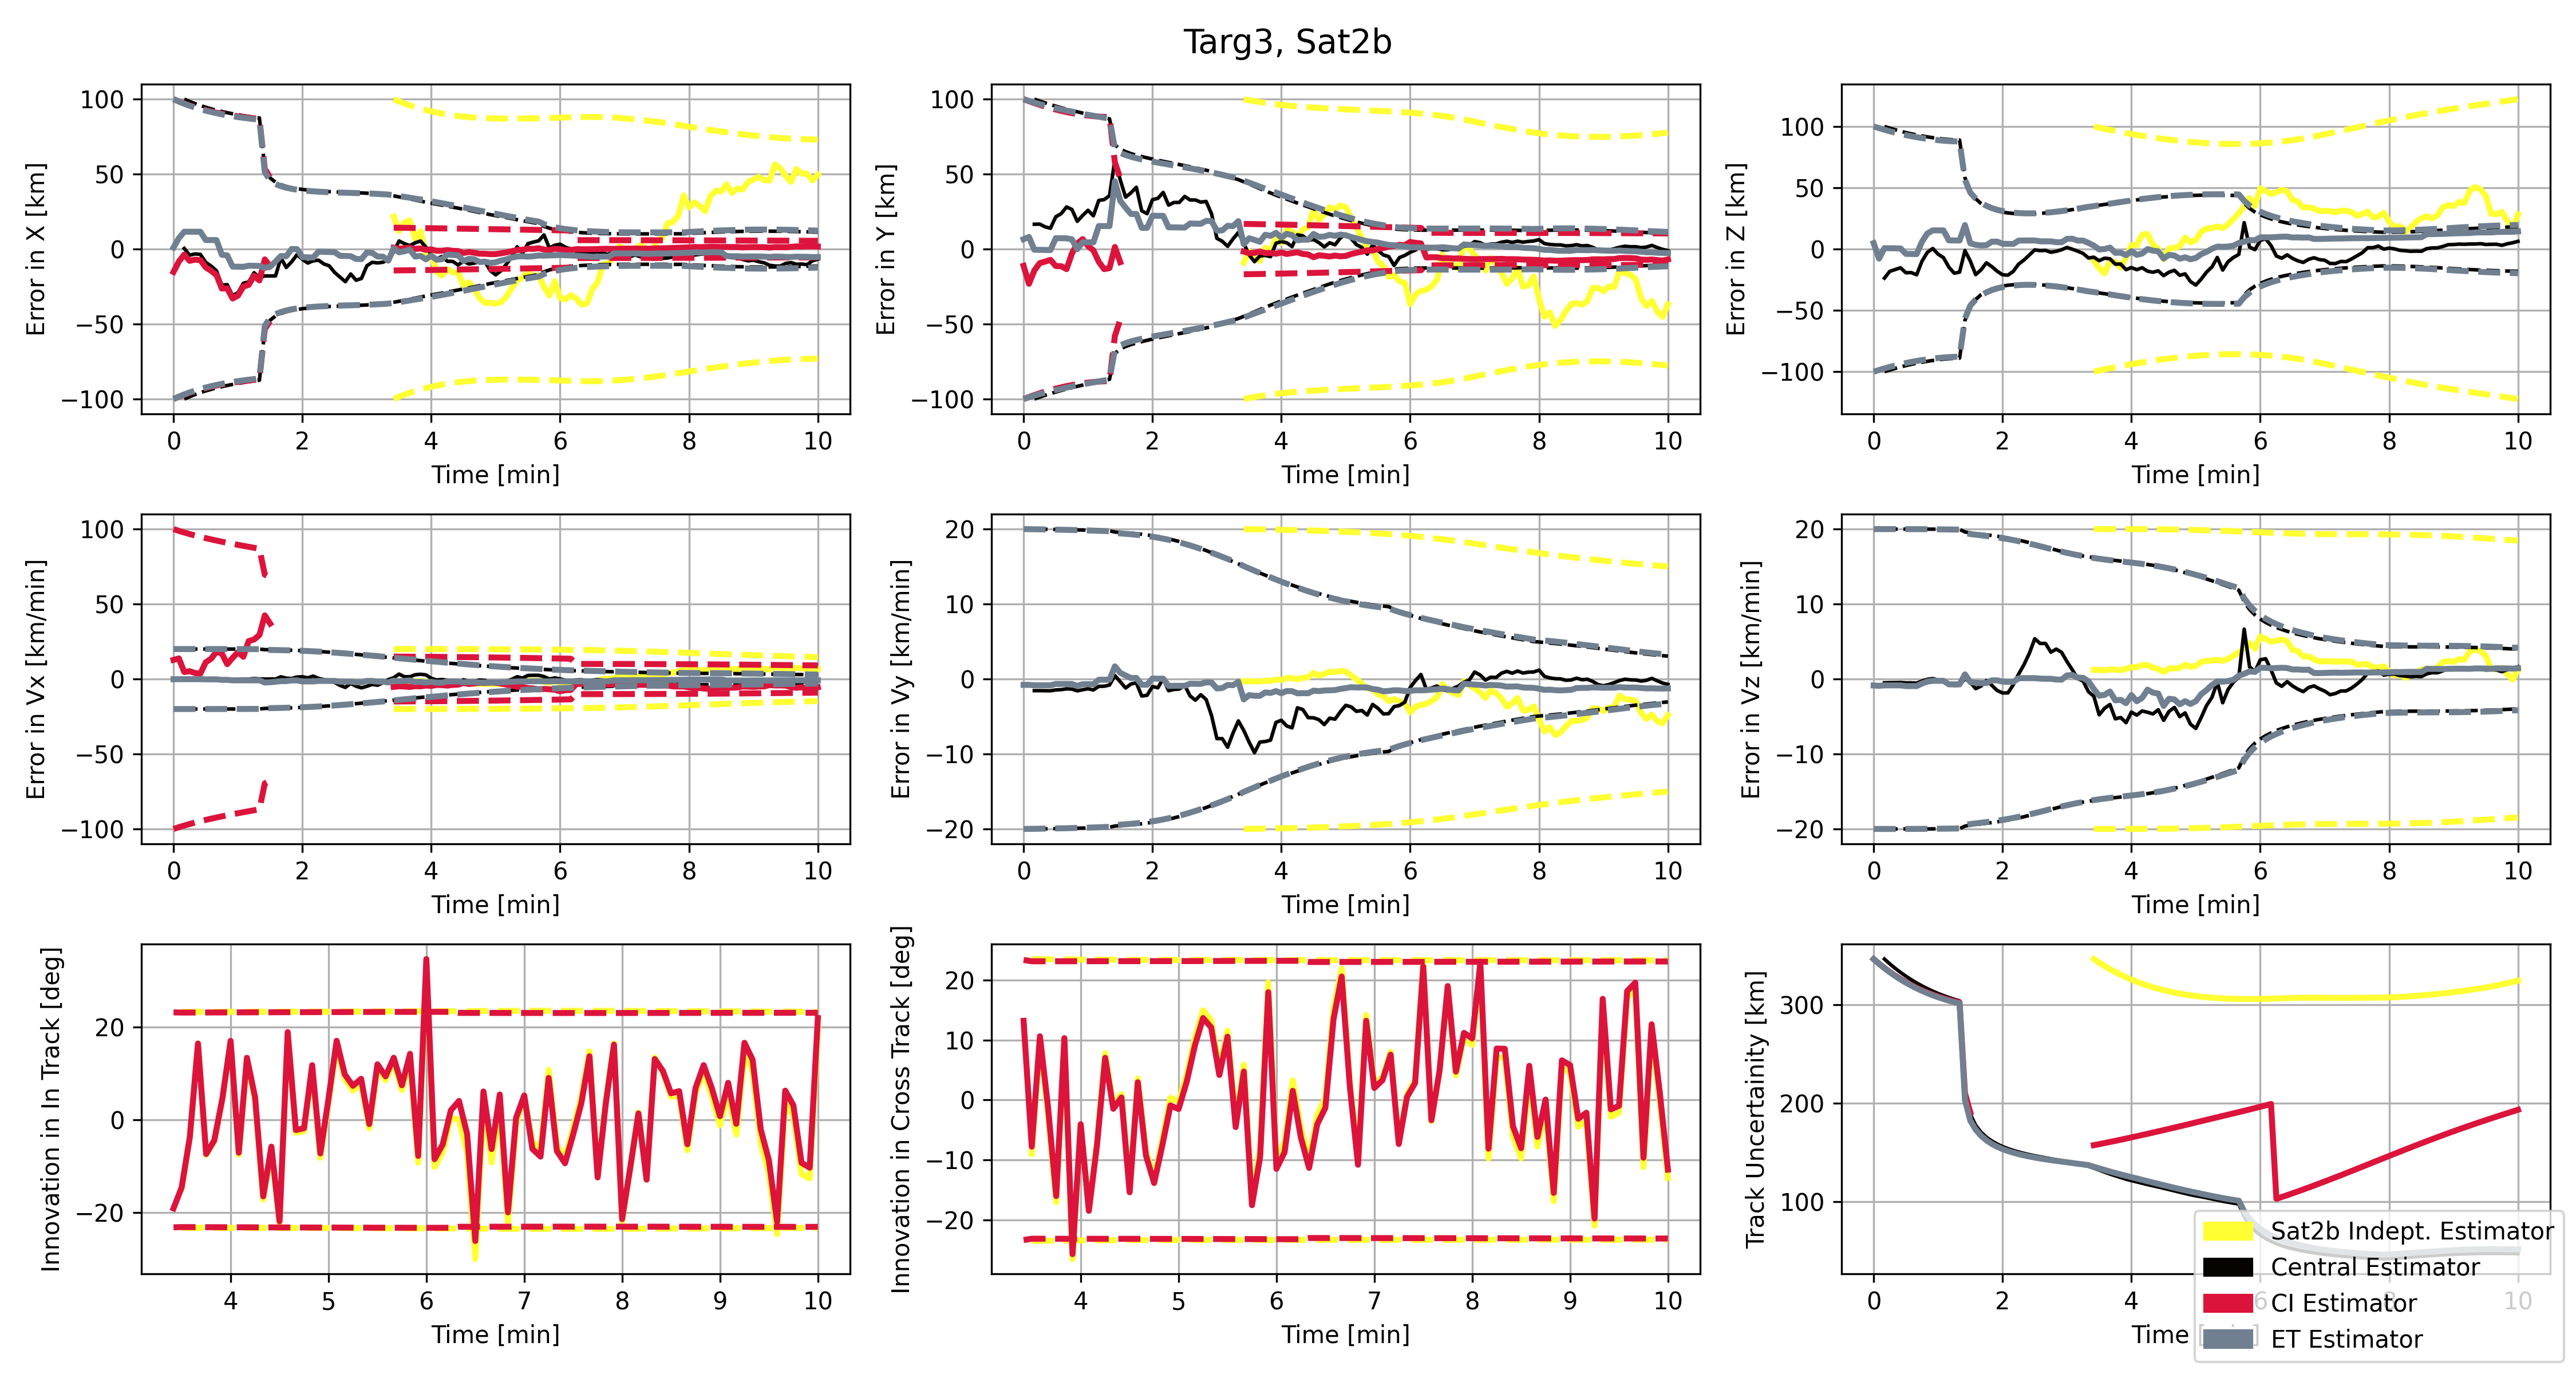 Targ3, Sat2b
Error in X [km]
100
50
0
−50
−100
0 2 4 6 8 10
Time [min]
Error in Y [km]
100
50
0
−50
−100
0 2 4 6 8 10
Time [min]
Error in Z [km]
100
50
0
−50
−100
0 2 4 6 8 10
Time [min]
Error in Vx [km/min]
100
50
0
−50
−100
0 2 4 6 8 10
Time [min]
Error in Vy [km/min]
20
10
0
−10
−20
0 2 4 6 8 10
Time [min]
Error in Vz [km/min]
20
10
0
−10
−20
0 2 4 6 8 10
Time [min]
Innovation in In Track [deg]
20
0
−20
4 5 6 7 8 9 10
Time [min]
Innovation in Cross Track [deg]
20
10
0
−10
−20
4 5 6 7 8 9 10
Time [min]
Track Uncertainity [km]
300
200
100
0 2 4 6 8 10
Time
Sat2b Indept. Estimator
Central Estimator
CI Estimator
ET Estimator